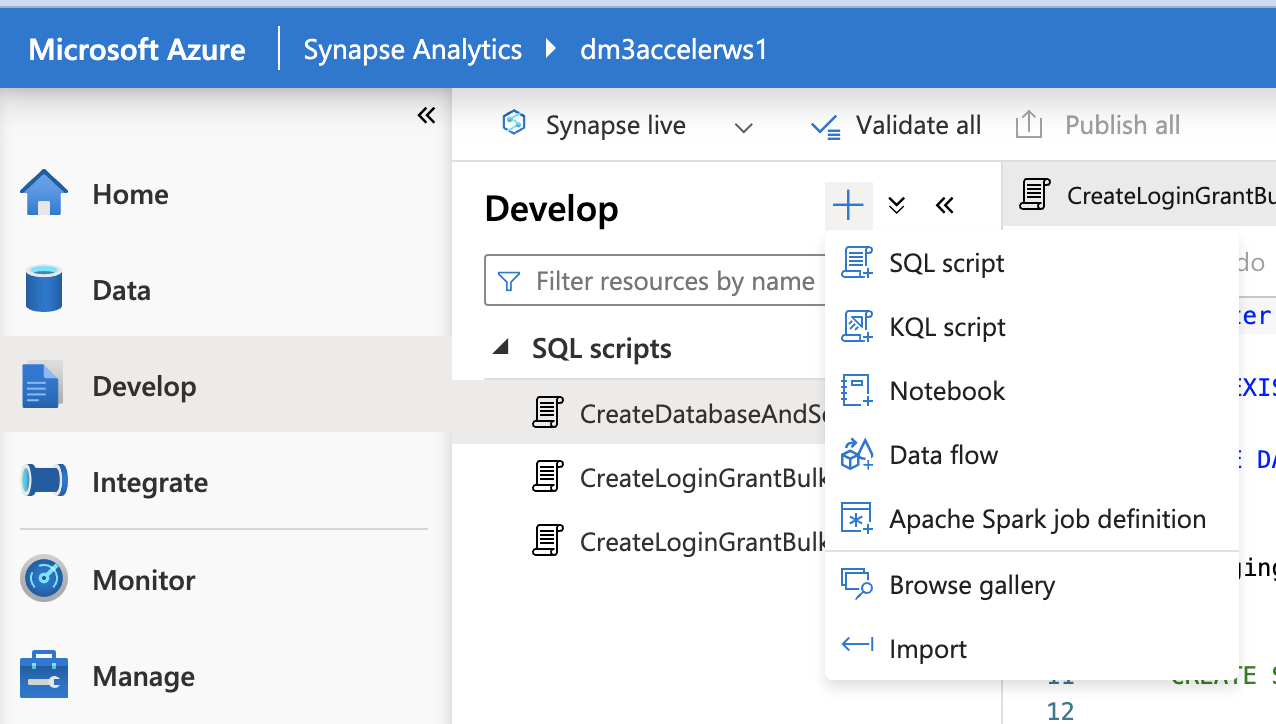 Microsoft Azure
Synapse Analytics
dm3accelerws1
Synapse live
Validate all
Publish all
Home
Data
Develop
Integrate
Monitor
Manage
Develop
Filter resources by name
SQL scripts
CreateDatabaseAndSc
CreateLoginGrantBulk
CreateLoginGrantBulk
SQL script
KQL script
Notebook
Data flow
Apache Spark job definition
Browse gallery
Import
CreateLoginGrantBu
do
ter
EXIS
E DA
ging
11 CREATE S
12